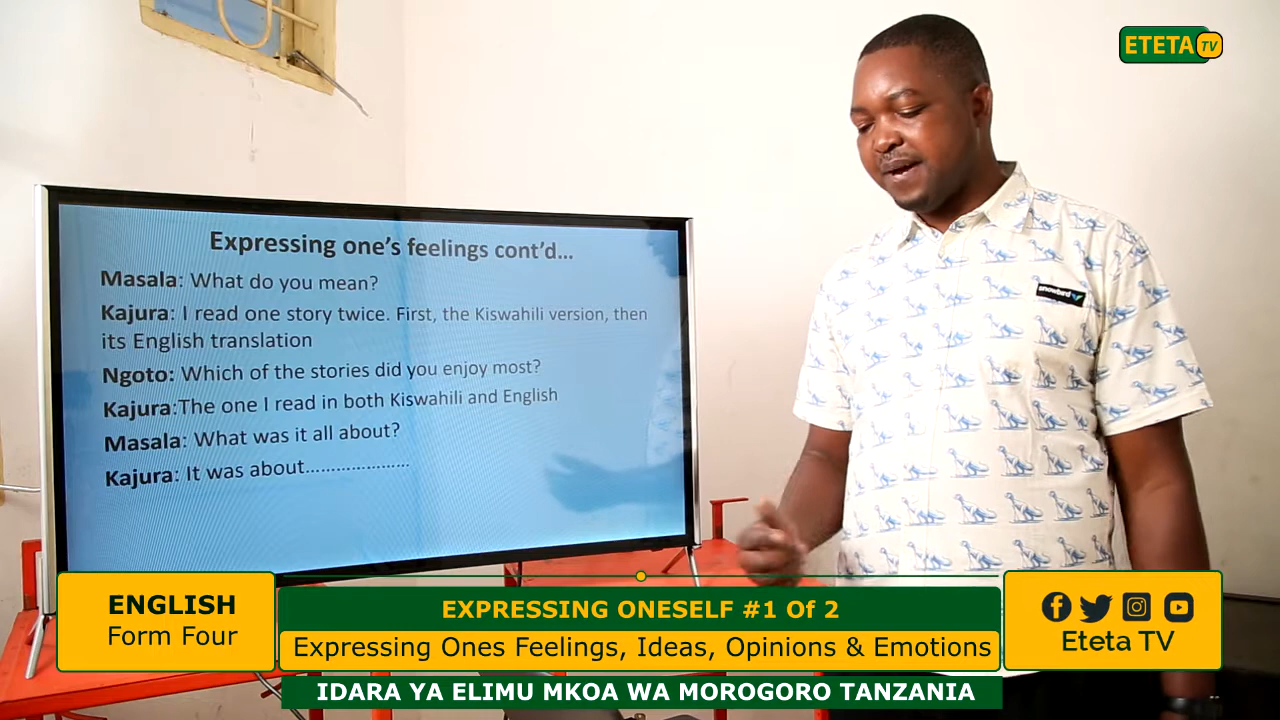 ETETA TV
snowbird
Expressing one's feelings cont'd...
Masala: What do you mean?
Kajura: I read one story twice. First, the Kiswahili version, then
its English translation
Ngoto: Which of the stories did you enjoy most?
Kajura:The one I read in both Kiswahili and English
Masala: What was it all about?
Kajura: It was about.....................
ENGLISH
Form Four
EXPRESSING ONESELF #1 Of 2
Expressing Ones Feelings, Ideas, Opinions & Emotions
Eteta TV
IDARA YA ELIMU MKOA WA MOROGORO TANZANIA